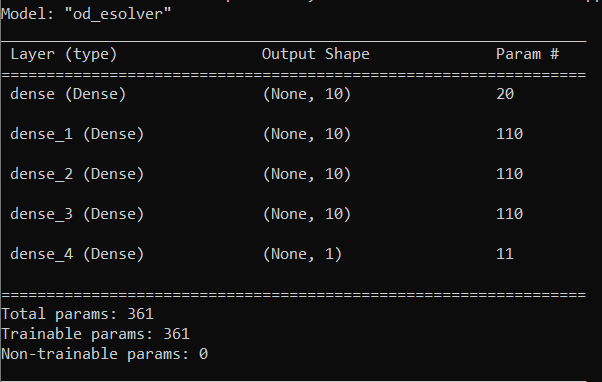 Model: "od_esolver"
Layer (type) Output Shape Param #
dense (Dense) (None, 10) 20
dense_1 (Dense) (None, 10) 110
dense_2 (Dense) (None, 10) 110
dense_3 (Dense) (None, 10) 110
dense_4 (Dense) (None, 1) 11
Total params: 361
Trainable params: 361
Non-trainable params: 0